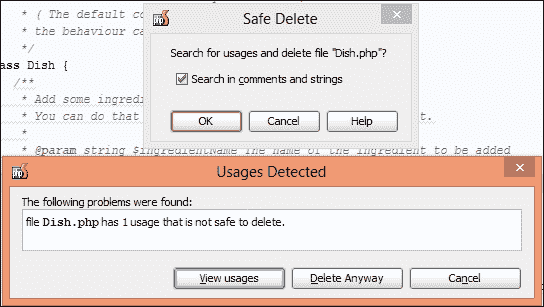 * ( The default co
Safe Delete
* the behaviour ca
*/
ass Dish {
/**
* Add some ingredi
* You can do that
t.
*
* @param string $ingredientName The name of the ingredient to be added
Search for usages and delete file "Dish.php"?
Search in comments and strings
OK Cancel Help
Usages Detected
The following problems were found:
file Dish.php has 1 usage that is not safe to delete.
View usages Delete Anyway Cancel